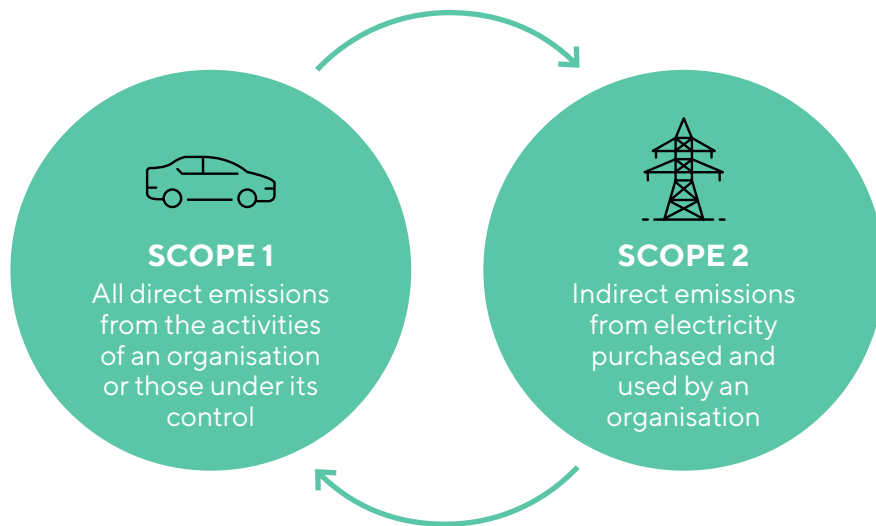 SCOPE 1
All direct emissions
from the activities
of an organisation
or those under its
control
SCOPE 2
Indirect emissions
from electricity
purchased and
used by an
organisation